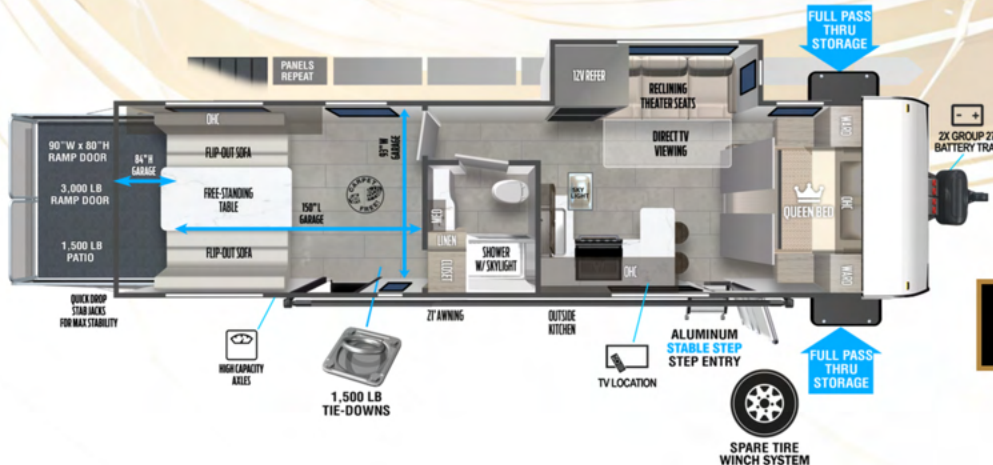 FULL PASS
THRU
STORAGE
PANELS
REPEAT
12V REFER
RECLINING
THEATER SEATS
DIRECT TV
VIEWING
OHC
FLIP-OUT SOFA
90"W x 80"H
RAMP DOOR
3,000 LB
RAMP DOOR
1,500 LB
PATIO
84"H
GARAGE
FREE-STANDING
TABLE
FLIP-OUT SOFA
93"W
GARAGE
CARPET
FREE!
150"L
GARAGE
MED
LINEN
CLOSET
SHOWER
W/ SKYLIGHT
SKY
LIGHT
OHC
WARD
QUEEN BED
OHC
WARD
2X GROUP 27
BATTERY TRA
QUICK DROP
STAB JACKS
FOR MAX STABILITY
HIGH CAPACITY
AXLES
1,500 LB
TIE-DOWNS
21' AWNING
OUTSIDE
KITCHEN
TV LOCATION
ALUMINUM
STABLE STEP
STEP ENTRY
SPARE TIRE
WINCH SYSTEM
FULL PASS
THRU
STORAGE